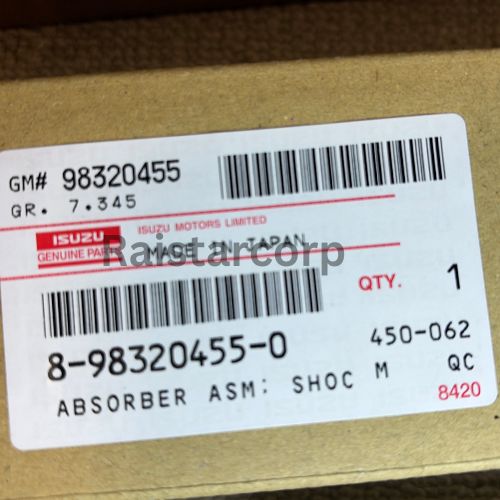 GM# 98320455
GR. 7.345
ISUZU
GENUINE PARTS
ISUZU MOTORS LIMITED
MADE IN JAPAN
Raistarcorp
QTY. 1
8-98320455-0
450-062
ABSORBER ASM: SHOC M QC
8420